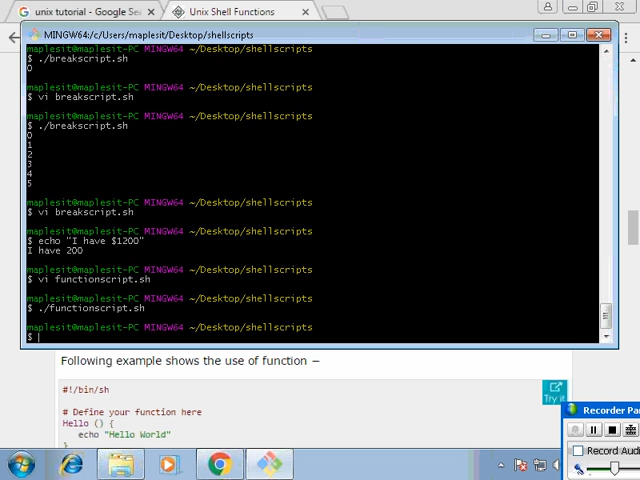 unix tutorial - Google Se
Unix Shell Functions
MINGW64:/c/Users/maplesit/Desktop/shellscripts
maplesit@maplesit-PC MINGW64 ~/Desktop/shellscripts
$ ./breakscript.sh
0
maplesit@maplesit-PC MINGW64 ~/Desktop/shellscripts
$ vi breakscript.sh
maplesit@maplesit-PC MINGW64 ~/Desktop/shellscripts
$ ./breakscript.sh
0
1
2
3
4
5
maplesit@maplesit-PC MINGW64 ~/Desktop/shellscripts
$ vi breakscript.sh
maplesit@maplesit-PC MINGW64 ~/Desktop/shellscripts
$ echo "I have $1200"
I have 200
maplesit@maplesit-PC MINGW64 ~/Desktop/shellscripts
$ vi functionscript.sh
maplesit@maplesit-PC MINGW64 ~/Desktop/shellscripts
$ ./functionscript.sh
maplesit@maplesit-PC MINGW64 ~/Desktop/shellscripts
$
Following example shows the use of function −
#!/bin/sh
Try it
# Define your function here
Hello () {
echo "Hello World"
}
Recorder Pa
Record Audi